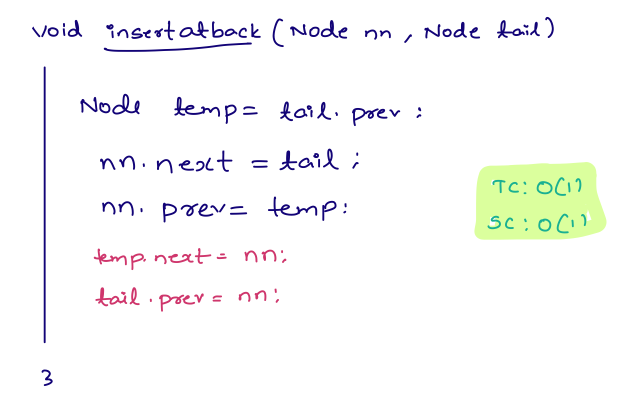 void insertatback (Node nn, Node tail)
Node temp = tail.prev;
nn.next = tail;
nn.prev = temp;
temp.next = nn;
tail.prev = nn;
TC: O(1)
SC: O(1)
}